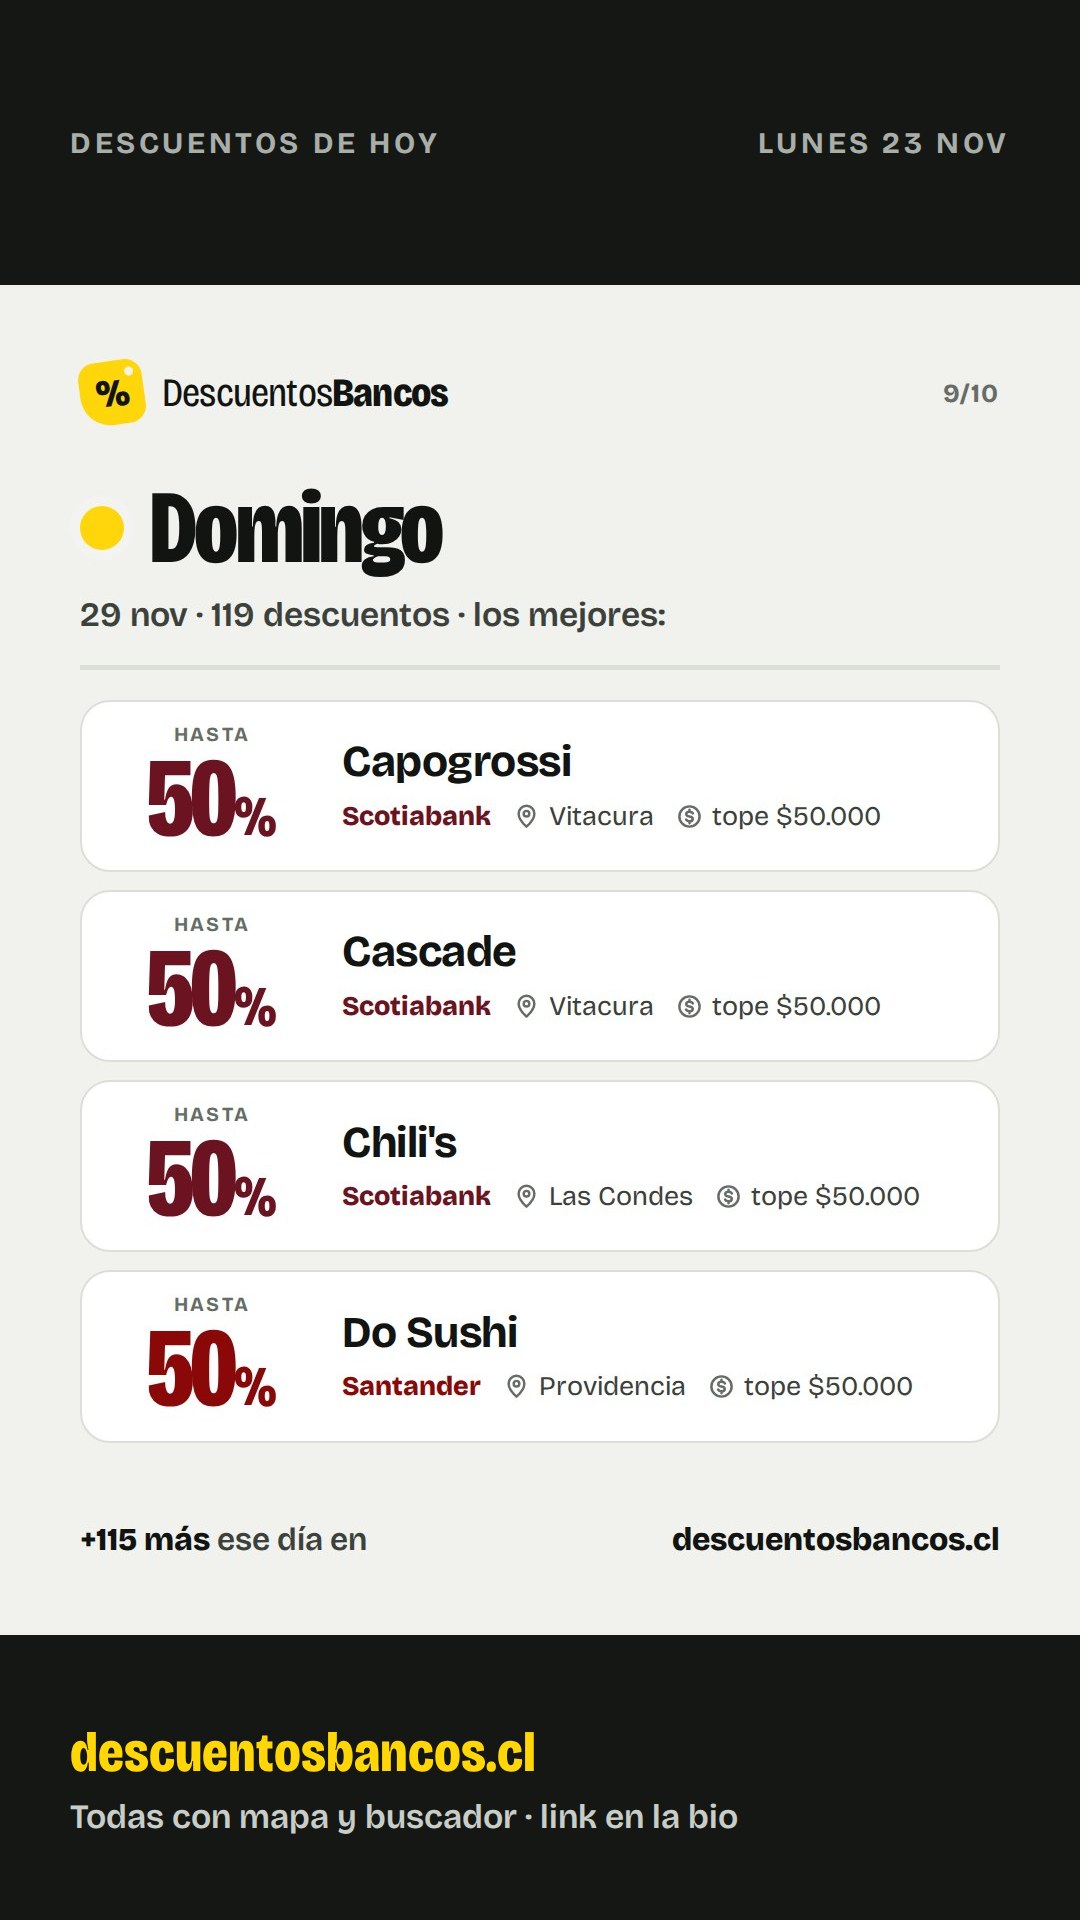 DESCUENTOS DE HOY
LUNES 23 NOV
% DescuentosBancos
9/10
Domingo
29 nov · 119 descuentos · los mejores:
HASTA
50%
Capogrossi
Scotiabank Vitacura tope $50.000
HASTA
50%
Cascade
Scotiabank Vitacura tope $50.000
HASTA
50%
Chili's
Scotiabank Las Condes tope $50.000
HASTA
50%
Do Sushi
Santander Providencia tope $50.000
+115 más ese día en
descuentosbancos.cl
descuentosbancos.cl
Todas con mapa y buscador · link en la bio